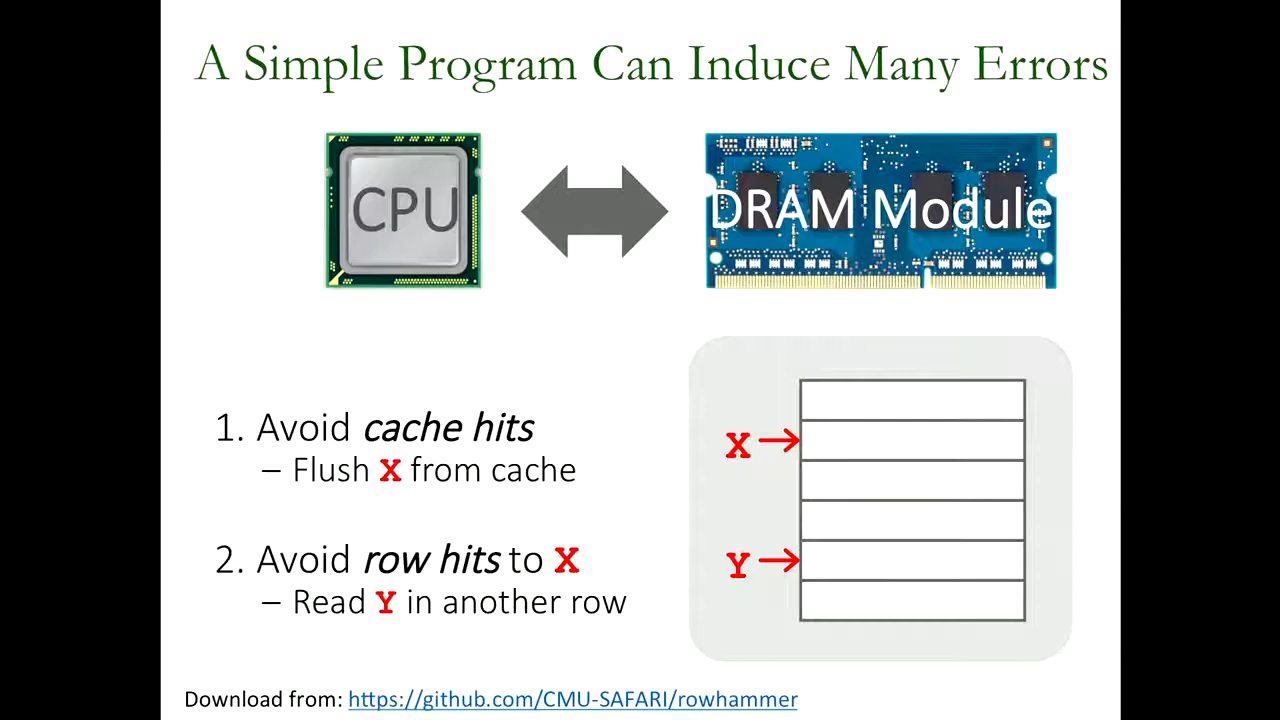 A Simple Program Can Induce Many Errors
CPU
DRAM Module
1. Avoid cache hits
– Flush X from cache
2. Avoid row hits to X
– Read Y in another row
X
Y
Download from: https://github.com/CMU-SAFARI/rowhammer